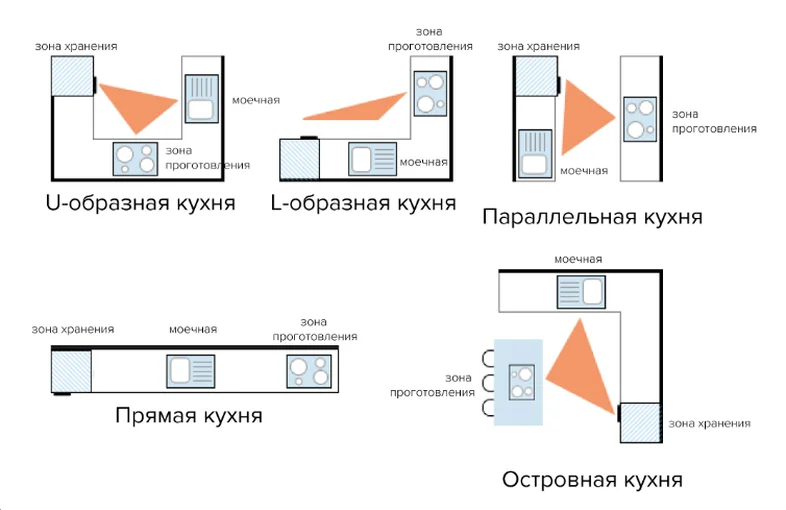 зона хранения
моечная
зона
проготовления
U-образная кухня
зона
проготовления
моечная
L-образная кухня
зона хранения
зона
проготовления
моечная
Параллельная кухня
зона хранения
моечная
зона
проготовления
Прямая кухня
моечная
зона
проготовления
зона хранения
Островная кухня